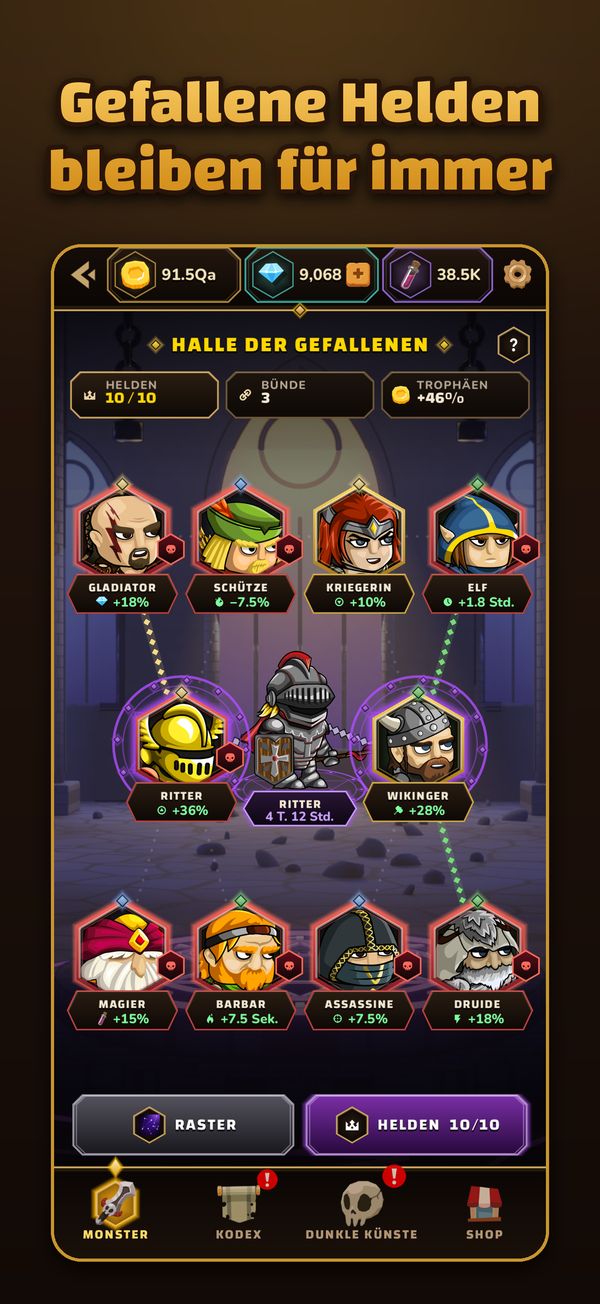 Gefallene Helden
bleiben für immer
91.5Qa
9,068
38.5K
HALLE DER GEFALLENEN
?
HELDEN
10 / 10
BÜNDE
3
TROPHÄEN
+46%
GLADIATOR
+18%
SCHÜTZE
−7.5%
KRIEGERIN
+10%
ELF
+1.8 Std.
RITTER
+36%
RITTER
4 T. 12 Std.
WIKINGER
+28%
MAGIER
+15%
BARBAR
+7.5 Sek.
ASSASSINE
+7.5%
DRUIDE
+18%
RASTER
HELDEN 10/10
MONSTER
!
KODEX
!
DUNKLE KÜNSTE
SHOP